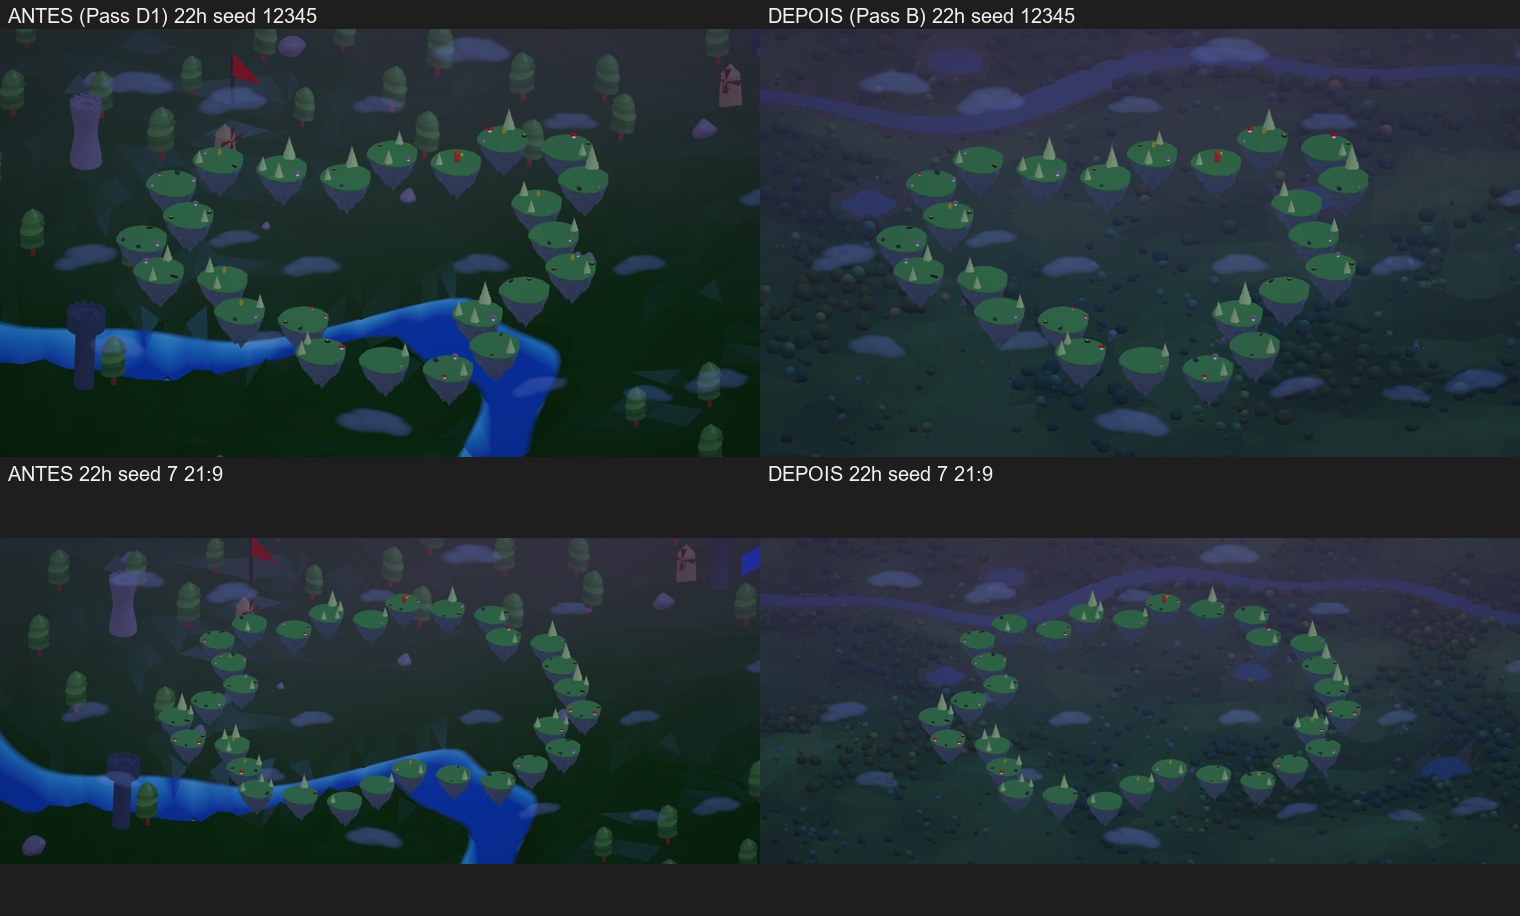 ANTES (Pass D1) 22h seed 12345
DEPOIS (Pass B) 22h seed 12345
ANTES 22h seed 7 21:9
DEPOIS 22h seed 7 21:9